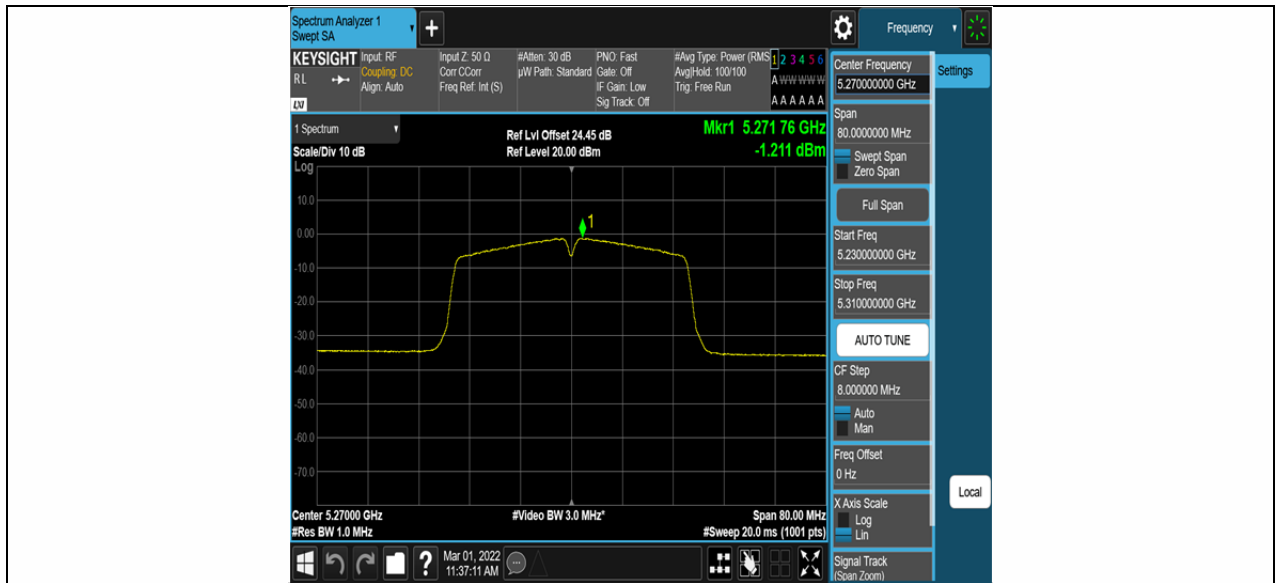 Spectrum Analyzer 1
Swept SA
+
Frequency
KEYSIGHT
RL
LXI
Input: RF
Coupling: DC
Align: Auto
Input Z: 50 Ω
Corr CCorr
Freq Ref: Int (S)
#Atten: 30 dB
µW Path: Standard
PNO: Fast
Gate: Off
IF Gain: Low
Sig Track: Off
#Avg Type: Power (RMS
Avg|Hold: 100/100
Trig: Free Run
1 2 3 4 5 6
A W W W W W
A A A A A A
1 Spectrum
Scale/Div 10 dB
Log
Ref Lvl Offset 24.45 dB
Ref Level 20.00 dBm
Mkr1 5.271 76 GHz
-1.211 dBm
10.0
0.00
-10.0
-20.0
-30.0
-40.0
-50.0
-60.0
-70.0
1
Center 5.27000 GHz
#Res BW 1.0 MHz
#Video BW 3.0 MHz*
Span 80.00 MHz
#Sweep 20.0 ms (1001 pts)
?
Mar 01, 2022
11:37:11 AM
Center Frequency
5.270000000 GHz
Settings
Span
80.0000000 MHz
Swept Span
Zero Span
Full Span
Start Freq
5.230000000 GHz
Stop Freq
5.310000000 GHz
AUTO TUNE
CF Step
8.000000 MHz
Auto
Man
Freq Offset
0 Hz
X Axis Scale
Log
Lin
Local
Signal Track
(Span Zoom)